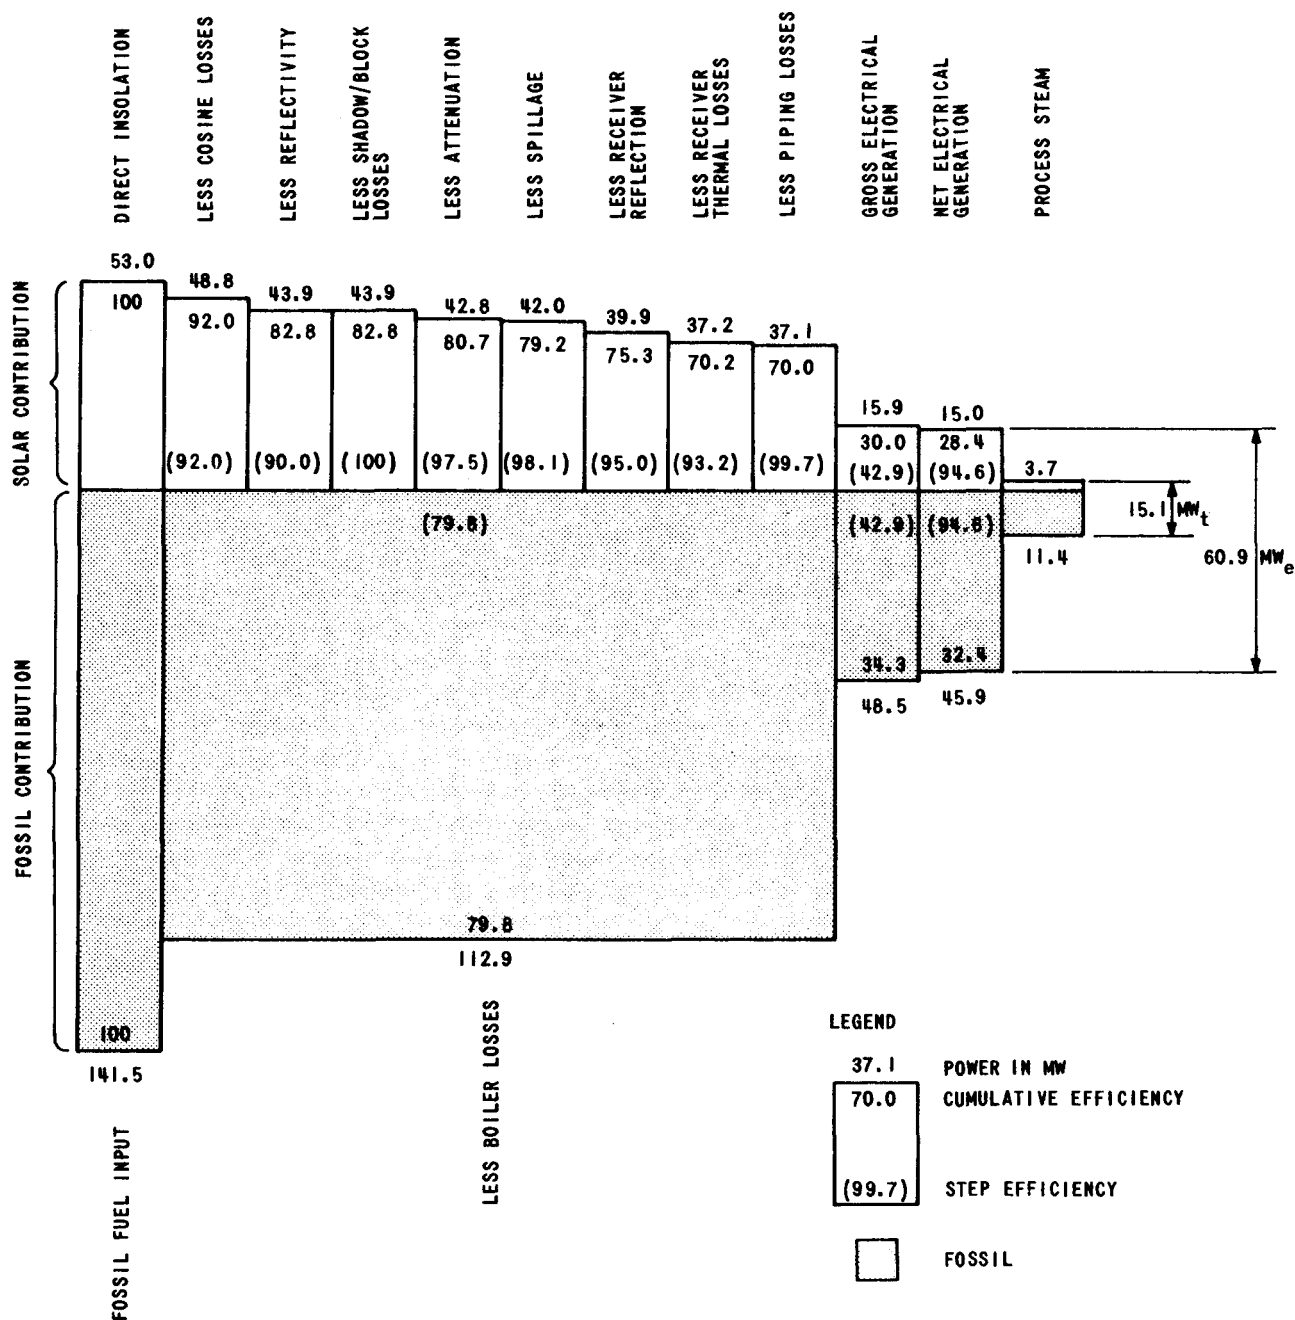 DIRECT INSOLATION
LESS COSINE LOSSES
LESS REFLECTIVITY
LESS SHADOW/BLOCK
LOSSES
LESS ATTENUATION
LESS SPILLAGE
LESS RECEIVER
REFLECTION
LESS RECEIVER
THERMAL LOSSES
LESS PIPING LOSSES
GROSS ELECTRICAL
GENERATION
NET ELECTRICAL
GENERATION
PROCESS STEAM
SOLAR CONTRIBUTION
53.0
100
48.8
92.0
(92.0)
43.9
82.8
(90.0)
43.9
82.8
(100)
42.8
80.7
(97.5)
42.0
79.2
(98.1)
39.9
75.3
(95.0)
37.2
70.2
(93.2)
37.1
70.0
(99.7)
15.9
30.0
(42.9)
15.0
28.4
(94.6)
3.7
15.1 MWt
60.9 MWe
FOSSIL CONTRIBUTION
(79.8)
(42.9)
(94.6)
11.4
34.3
48.5
32.4
45.9
79.8
112.9
100
141.5
FOSSIL FUEL INPUT
LESS BOILER LOSSES
LEGEND
37.1 POWER IN MW
70.0 CUMULATIVE EFFICIENCY
(99.7) STEP EFFICIENCY
FOSSIL